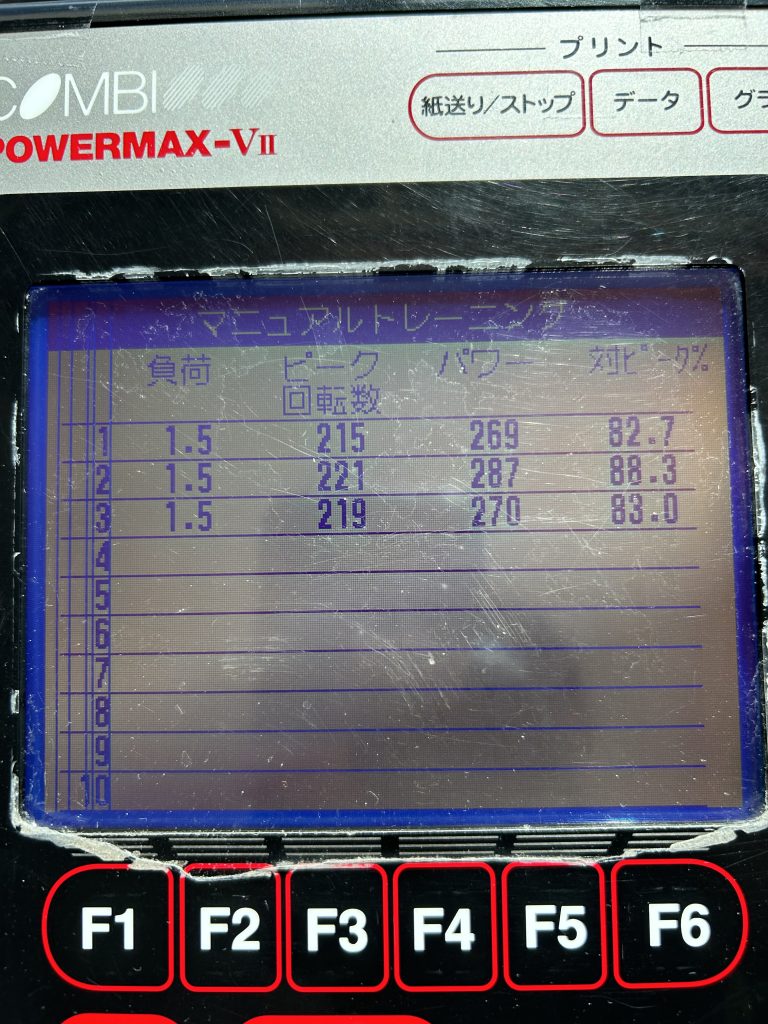 プリント
COMBI
紙送り/ストップ データ グラ
POWERMAX-VII
マニュアルトレーニング
負荷 ピーク回転数 パワー 対ピーク%
1 1.5 215 269 82.7
2 1.5 221 287 88.3
3 1.5 219 270 83.0
4
5
6
7
8
9
10
F1 F2 F3 F4 F5 F6